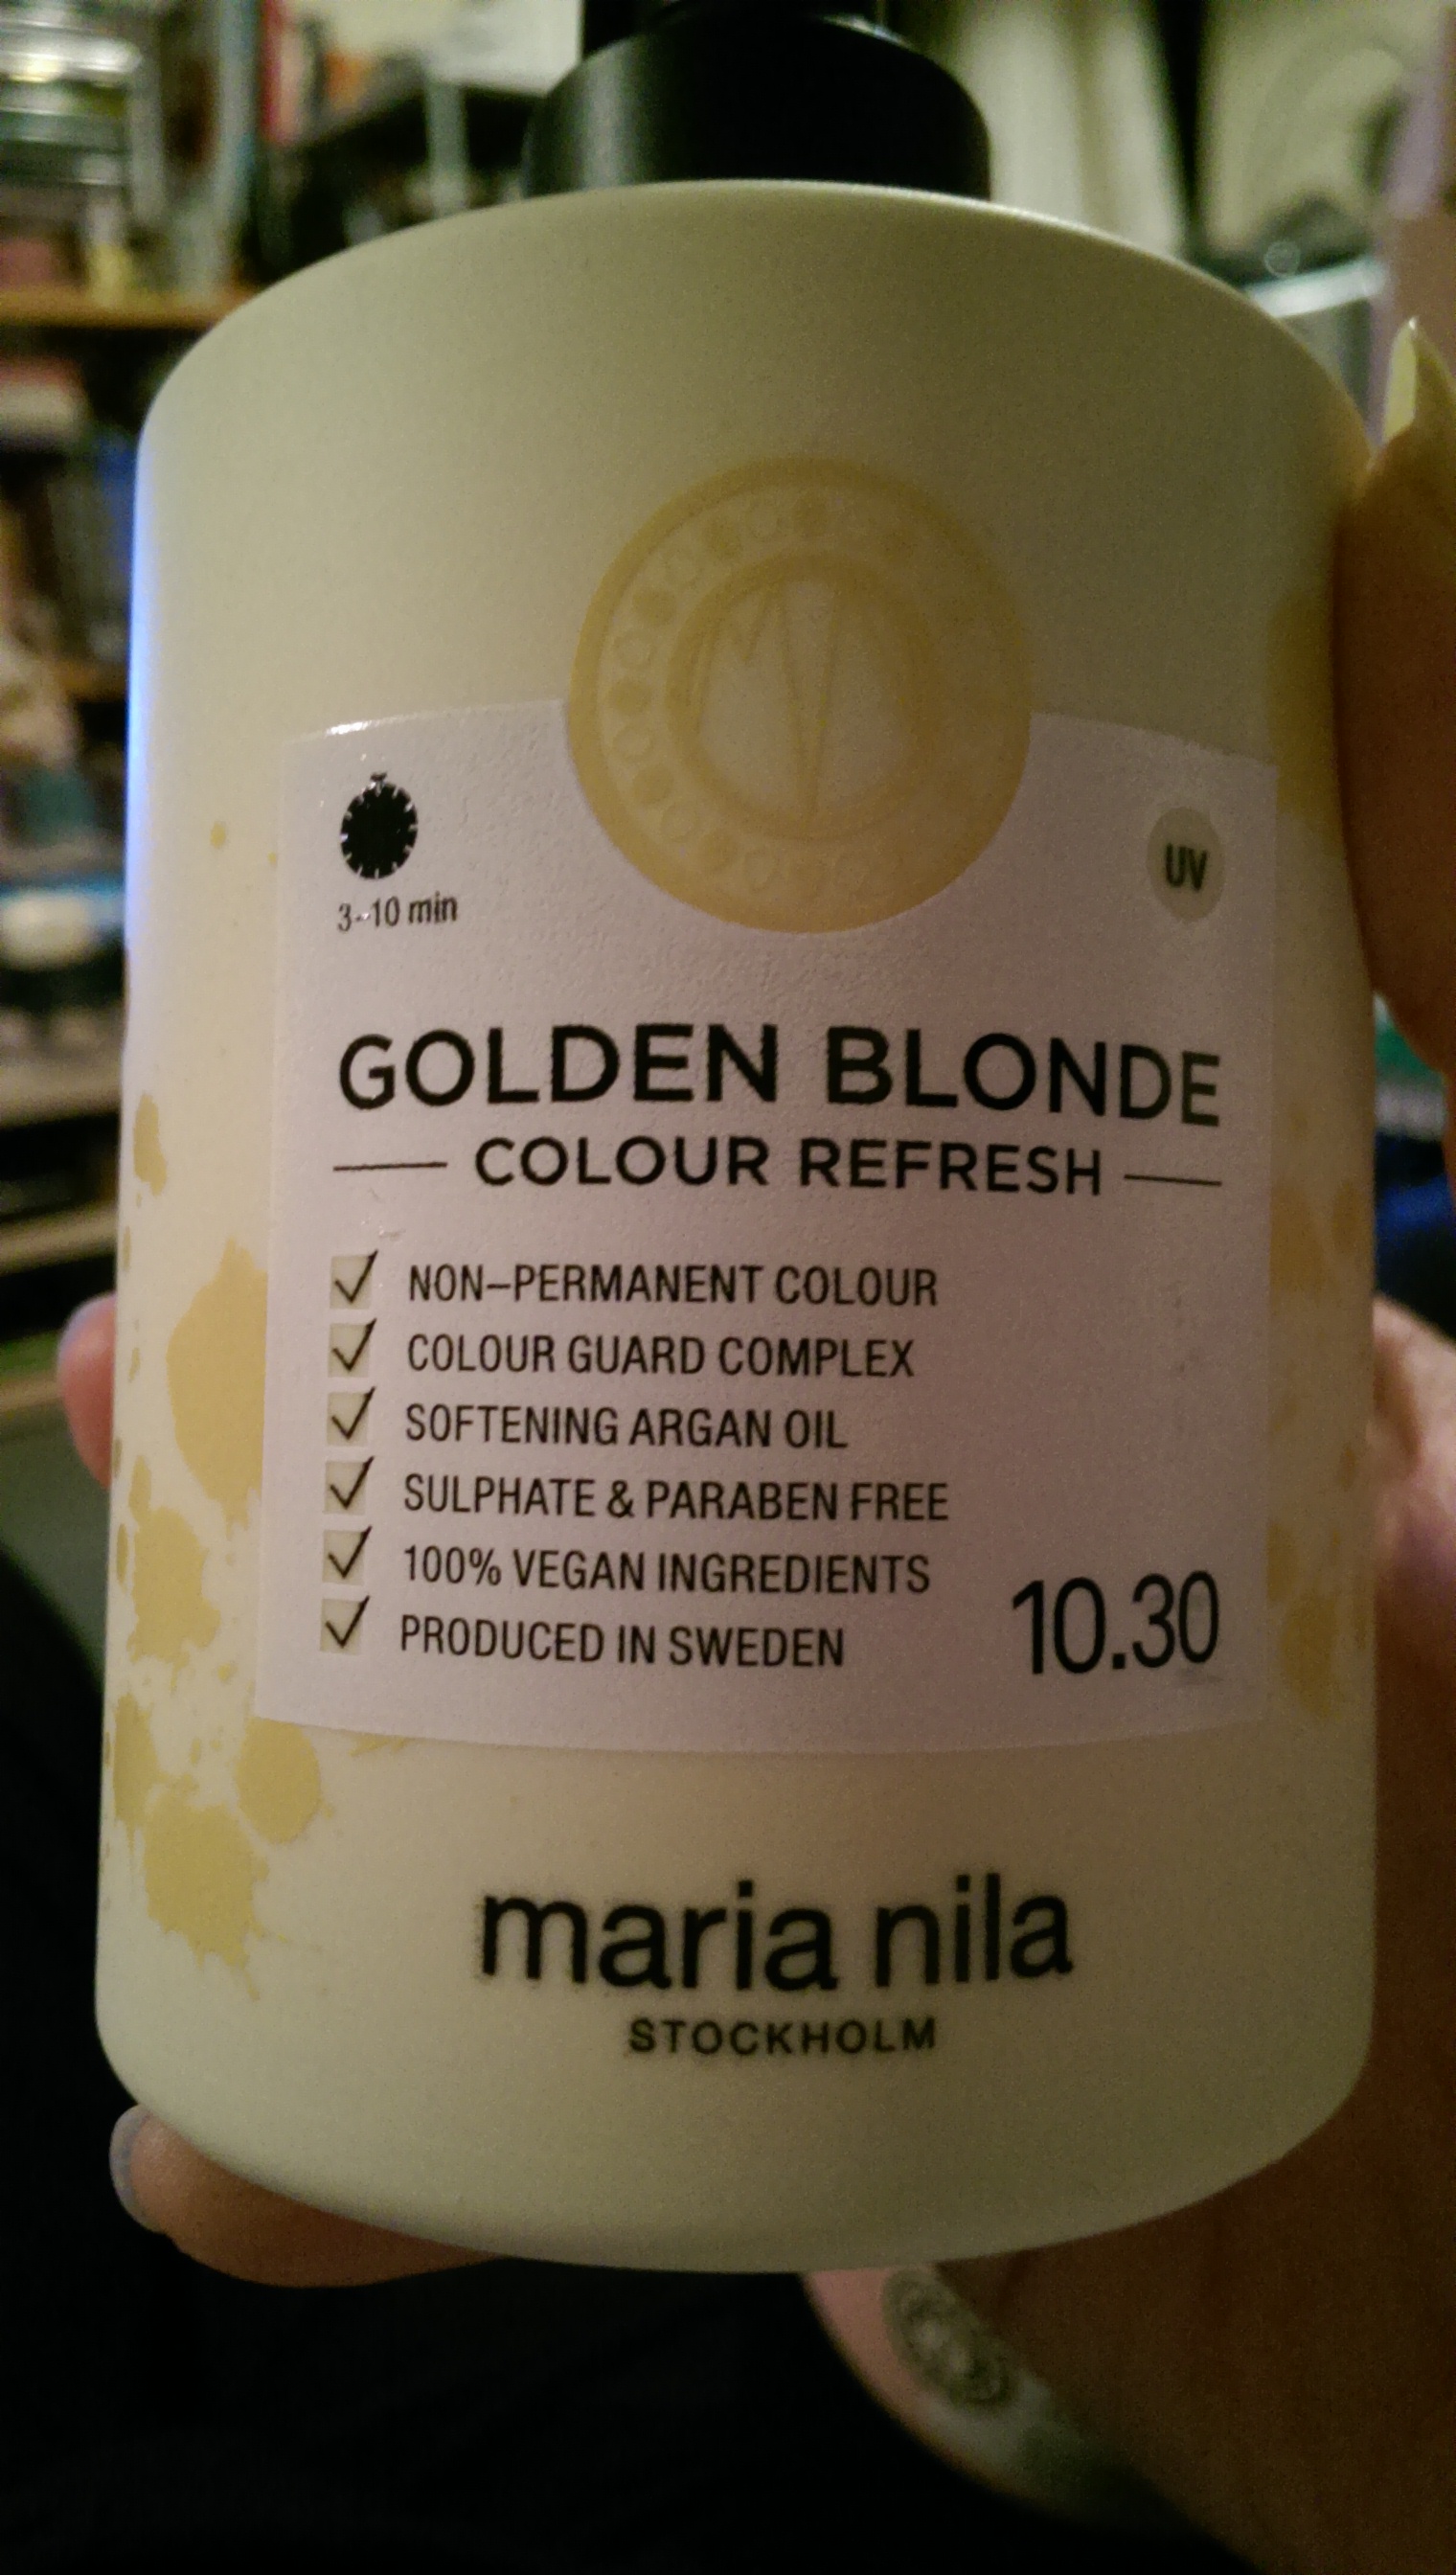 3-10 min
UV
GOLDEN BLONDE
COLOUR REFRESH
NON-PERMANENT COLOUR
COLOUR GUARD COMPLEX
SOFTENING ARGAN OIL
SULPHATE & PARABEN FREE
100% VEGAN INGREDIENTS
PRODUCED IN SWEDEN
10.30
maria nila
STOCKHOLM